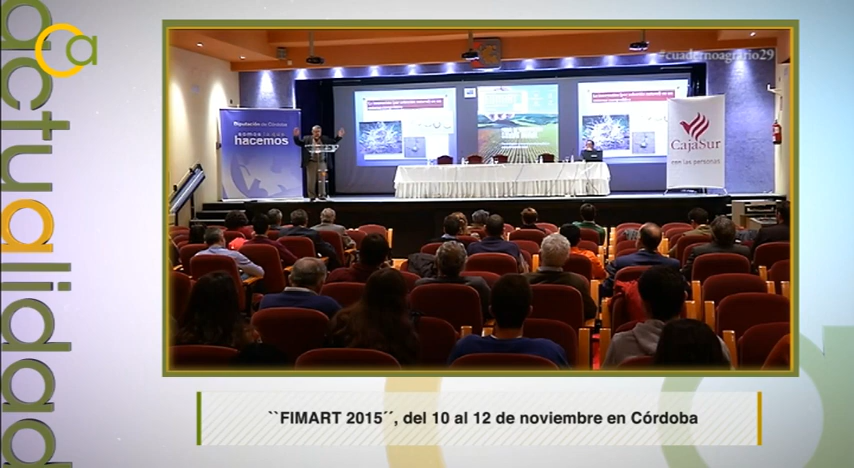 actualidad
Ca
#cuadernoagrario29
Diputación de Córdoba
somos lo que
hacemos
CajaSur
con las personas
``FIMART 2015´´, del 10 al 12 de noviembre en Córdoba